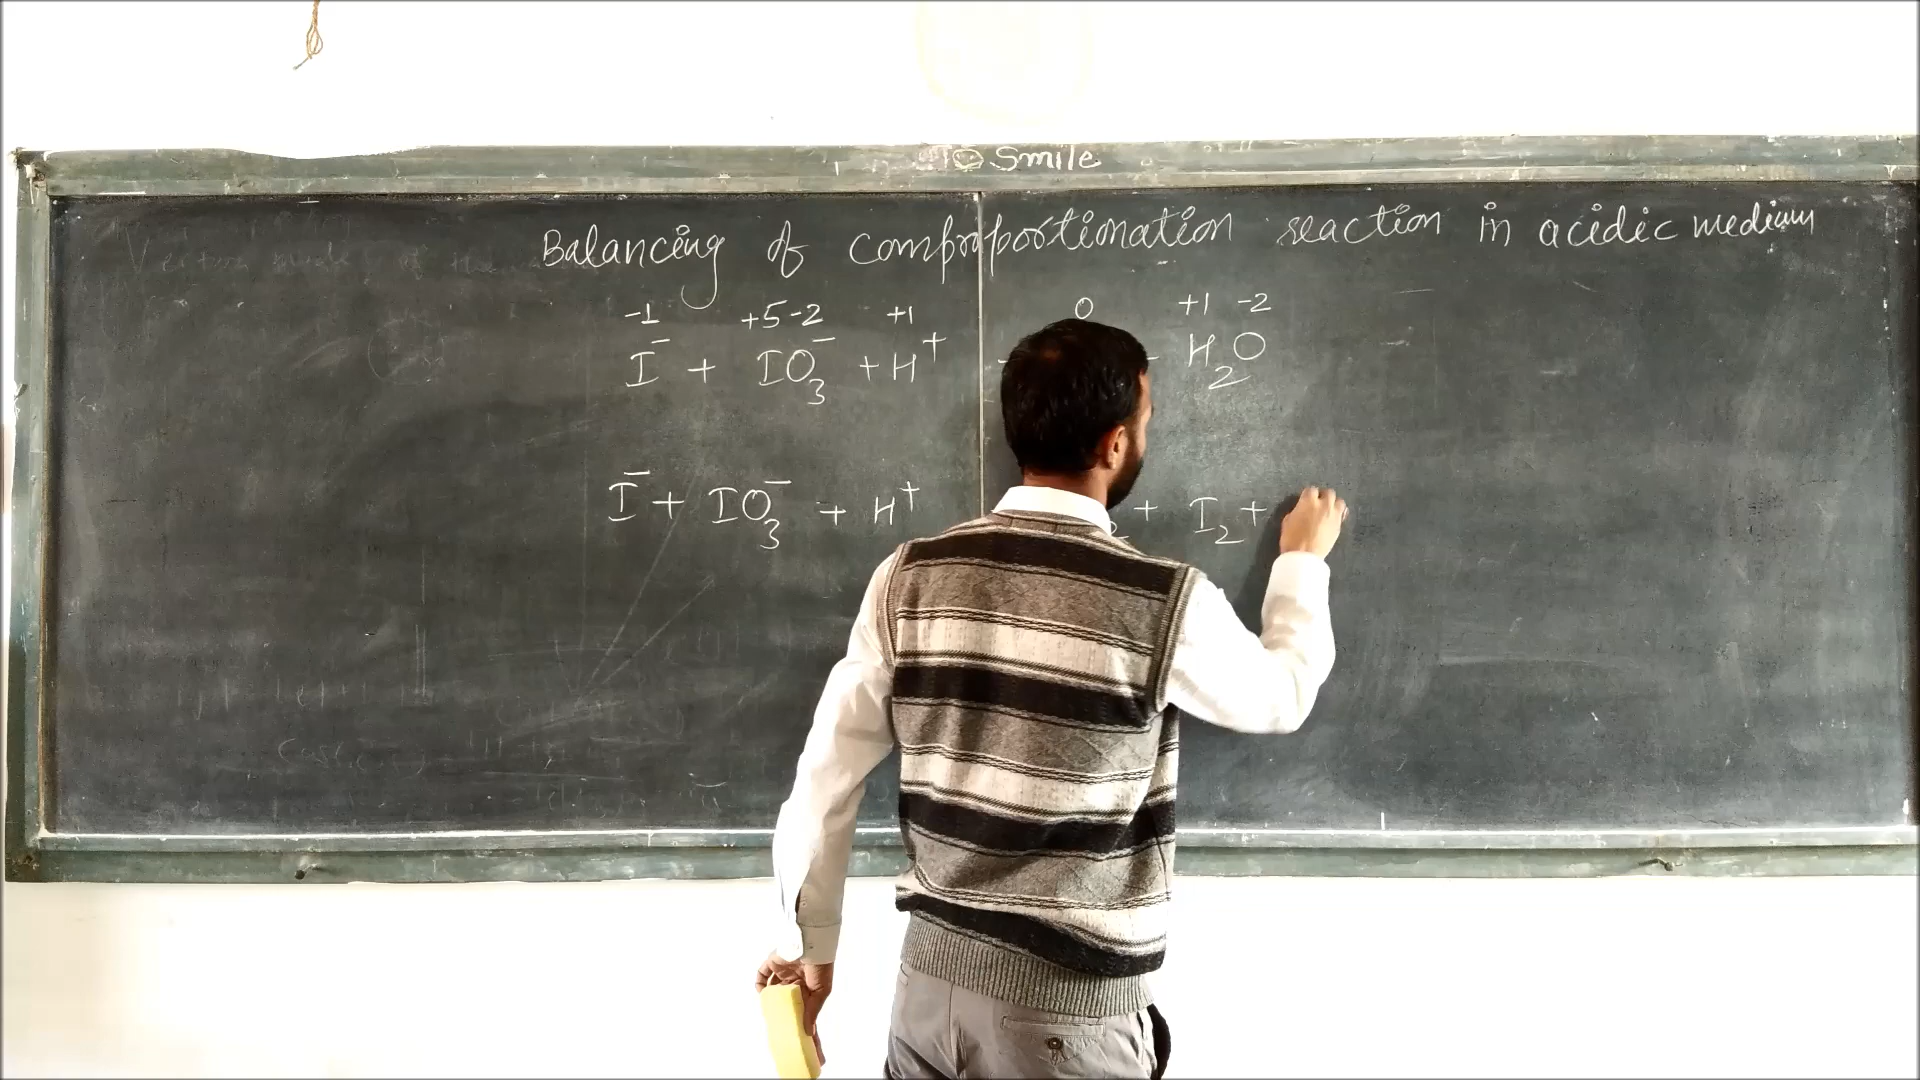 Smile
Balancing of comproportionation reaction in acidic medium
-1 +5 -2 +1 0 +1 -2
I⁻ + IO₃⁻ + H⁺ H₂O
I⁻ + IO₃⁻ + H⁺ ₂ + I₂ +